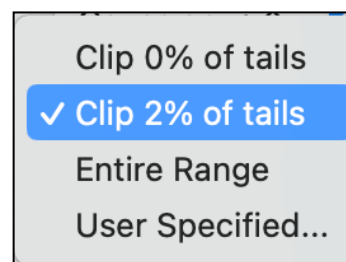 Clip 0% of tails
✓ Clip 2% of tails
Entire Range
User Specified...